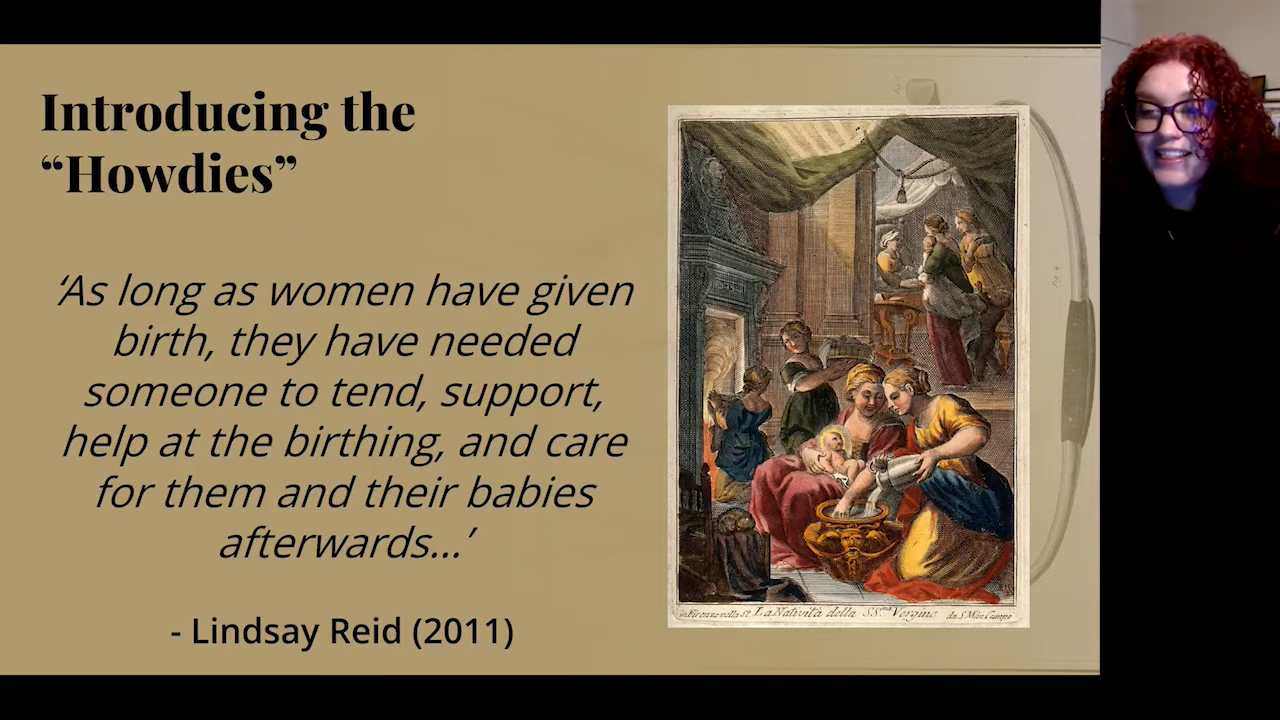 Introducing the
“Howdies”
‘As long as women have given
birth, they have needed
someone to tend, support,
help at the birthing, and care
for them and their babies
afterwards...’
- Lindsay Reid (2011)
La Natività della SS.ma Vergine